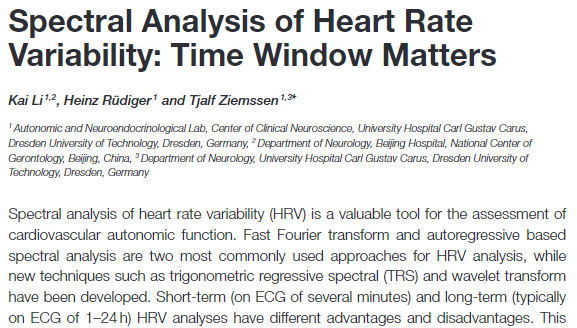 Spectral Analysis of Heart Rate
Variability: Time Window Matters
Kai Li 1,2, Heinz Rüdiger 1 and Tjalf Ziemssen 1,3*
1 Autonomic and Neuroendocrinological Lab, Center of Clinical Neuroscience, University Hospital Carl Gustav Carus,
Dresden University of Technology, Dresden, Germany, 2 Department of Neurology, Beijing Hospital, National Center of
Gerontology, Beijing, China, 3 Department of Neurology, University Hospital Carl Gustav Carus, Dresden University of
Technology, Dresden, Germany
Spectral analysis of heart rate variability (HRV) is a valuable tool for the assessment of
cardiovascular autonomic function. Fast Fourier transform and autoregressive based
spectral analysis are two most commonly used approaches for HRV analysis, while
new techniques such as trigonometric regressive spectral (TRS) and wavelet transform
have been developed. Short-term (on ECG of several minutes) and long-term (typically
on ECG of 1–24 h) HRV analyses have different advantages and disadvantages. This